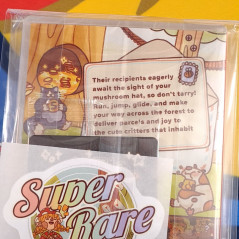 Their recipients eagerly
await the sight of your
mushroom hat, so don't tarry!
Run, jump, glide, and make
your way across the forest to
deliver parcels and joy to
the cute critters that inhabit
Super
Rare